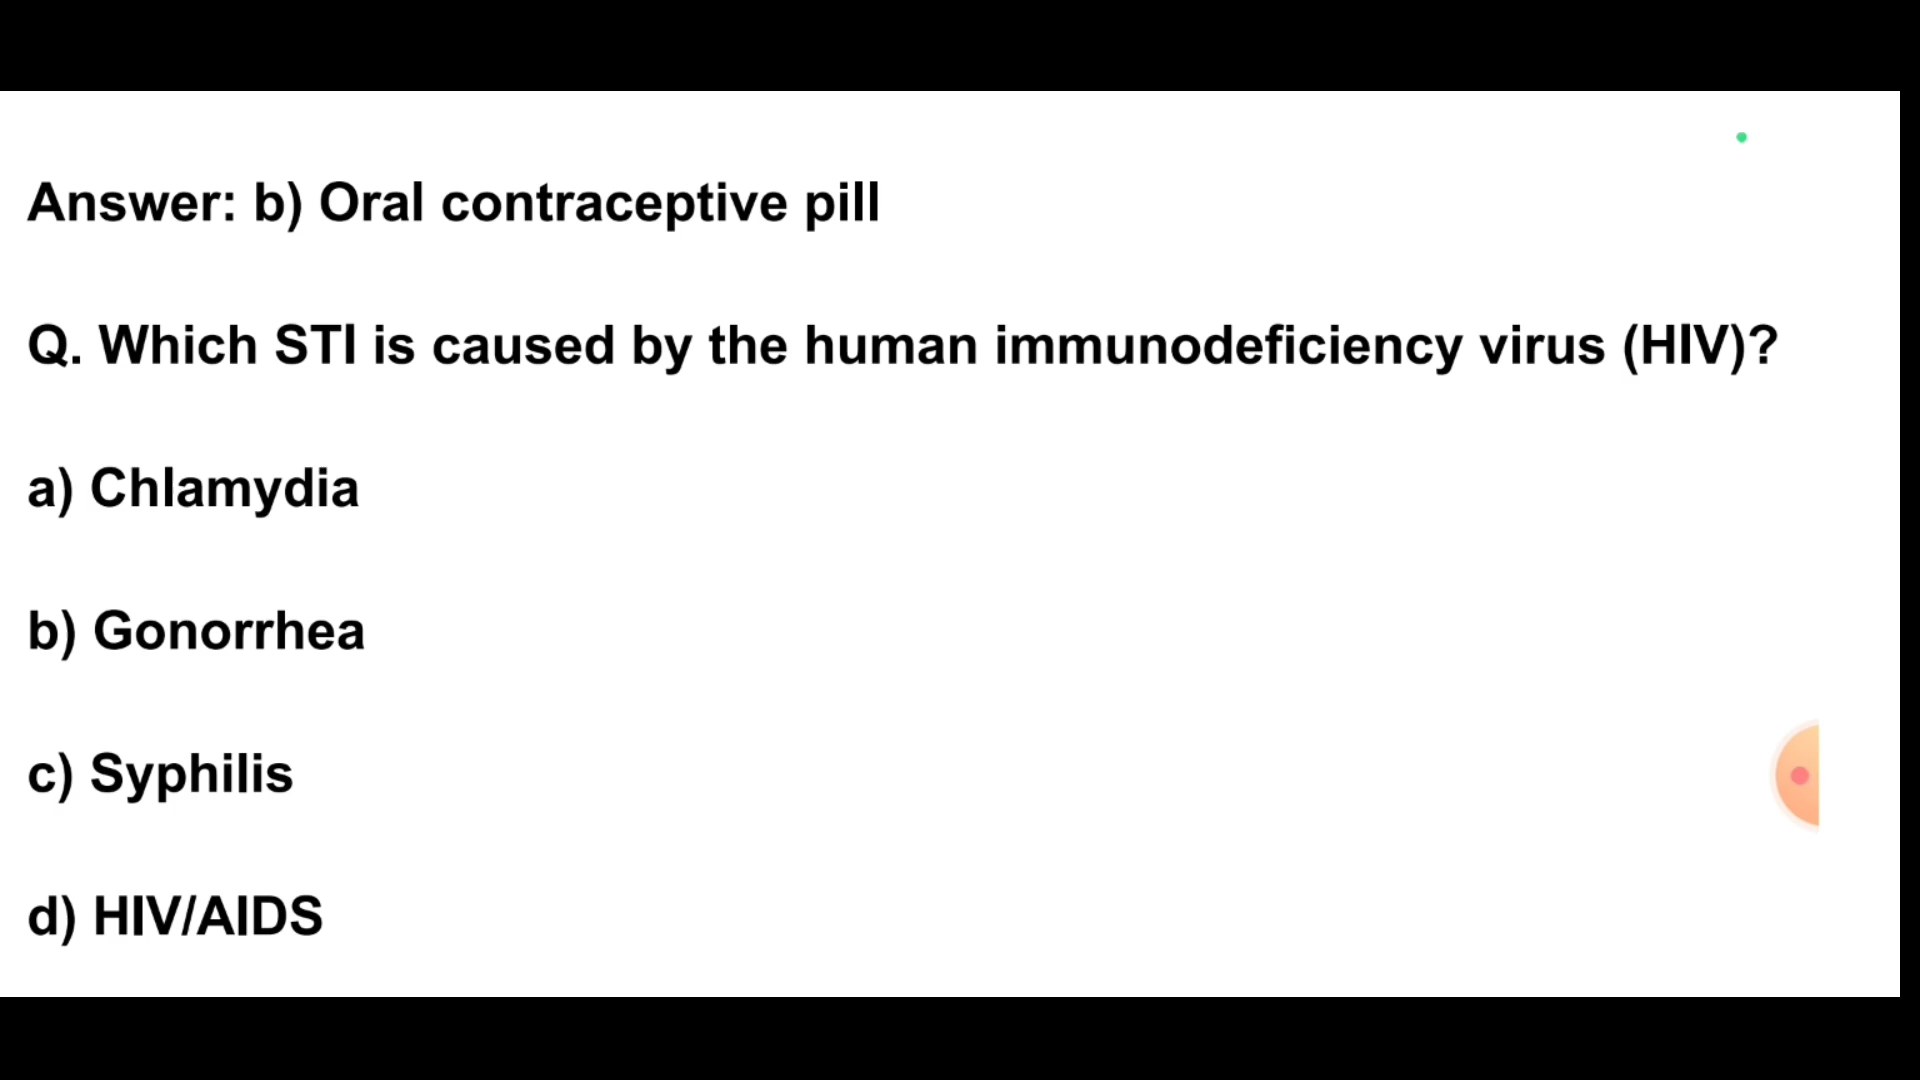 Answer: b) Oral contraceptive pill
Q. Which STI is caused by the human immunodeficiency virus (HIV)?
a) Chlamydia
b) Gonorrhea
c) Syphilis
d) HIV/AIDS